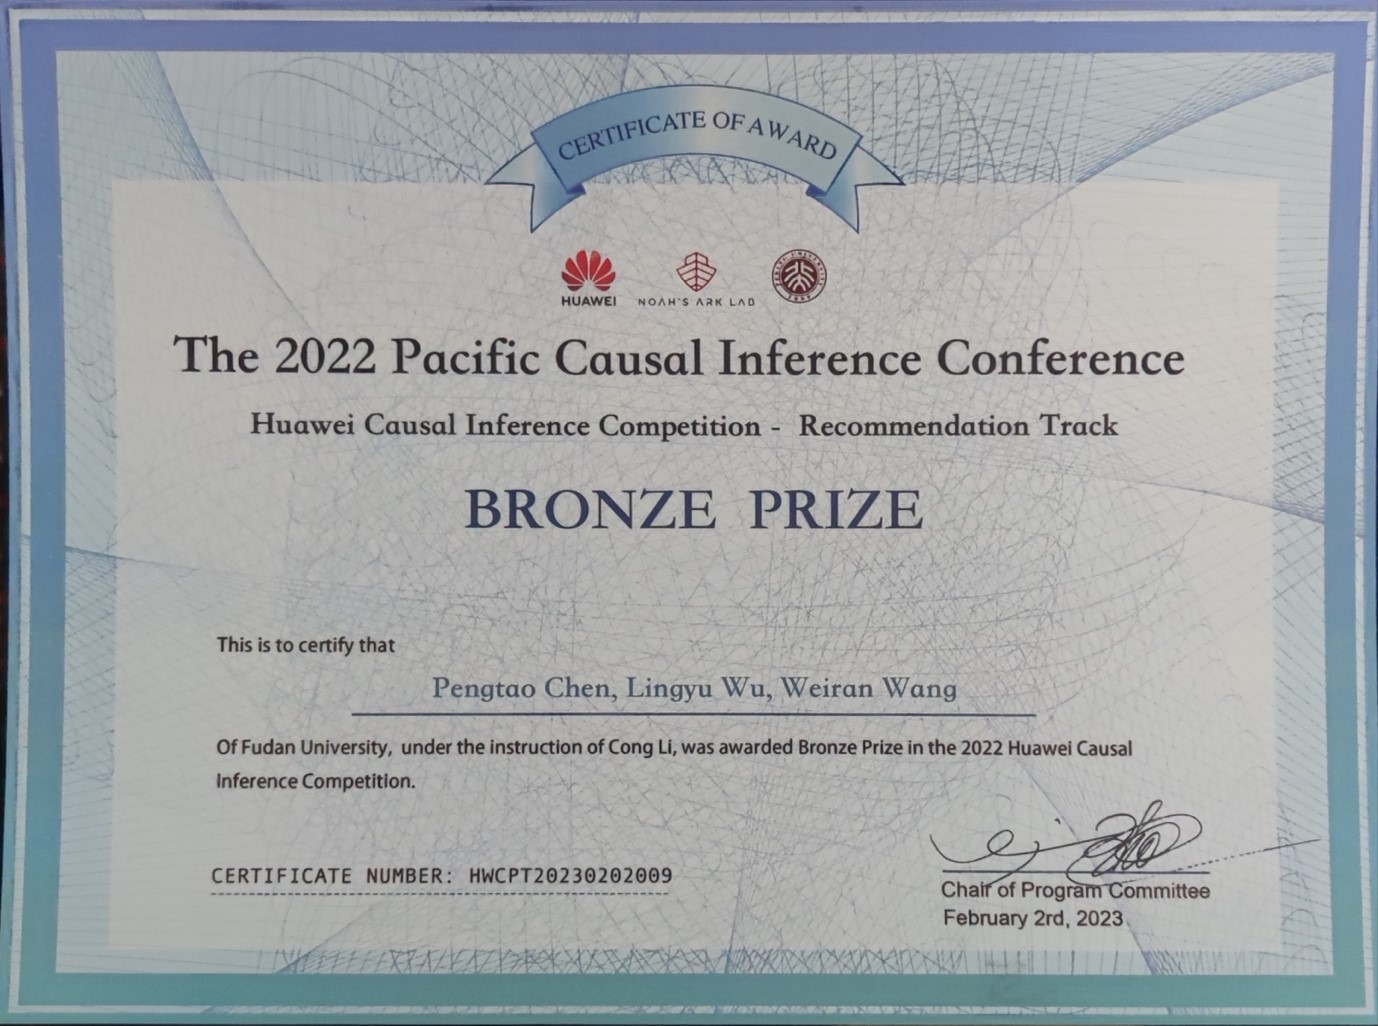 CERTIFICATE OF AWARD
HUAWEI
NOAH'S ARK LAB
The 2022 Pacific Causal Inference Conference
Huawei Causal Inference Competition - Recommendation Track
BRONZE PRIZE
This is to certify that
Pengtao Chen, Lingyu Wu, Weiran Wang
Of Fudan University, under the instruction of Cong Li, was awarded Bronze Prize in the 2022 Huawei Causal
Inference Competition.
CERTIFICATE NUMBER: HWCPT20230202009
Chair of Program Committee
February 2rd, 2023